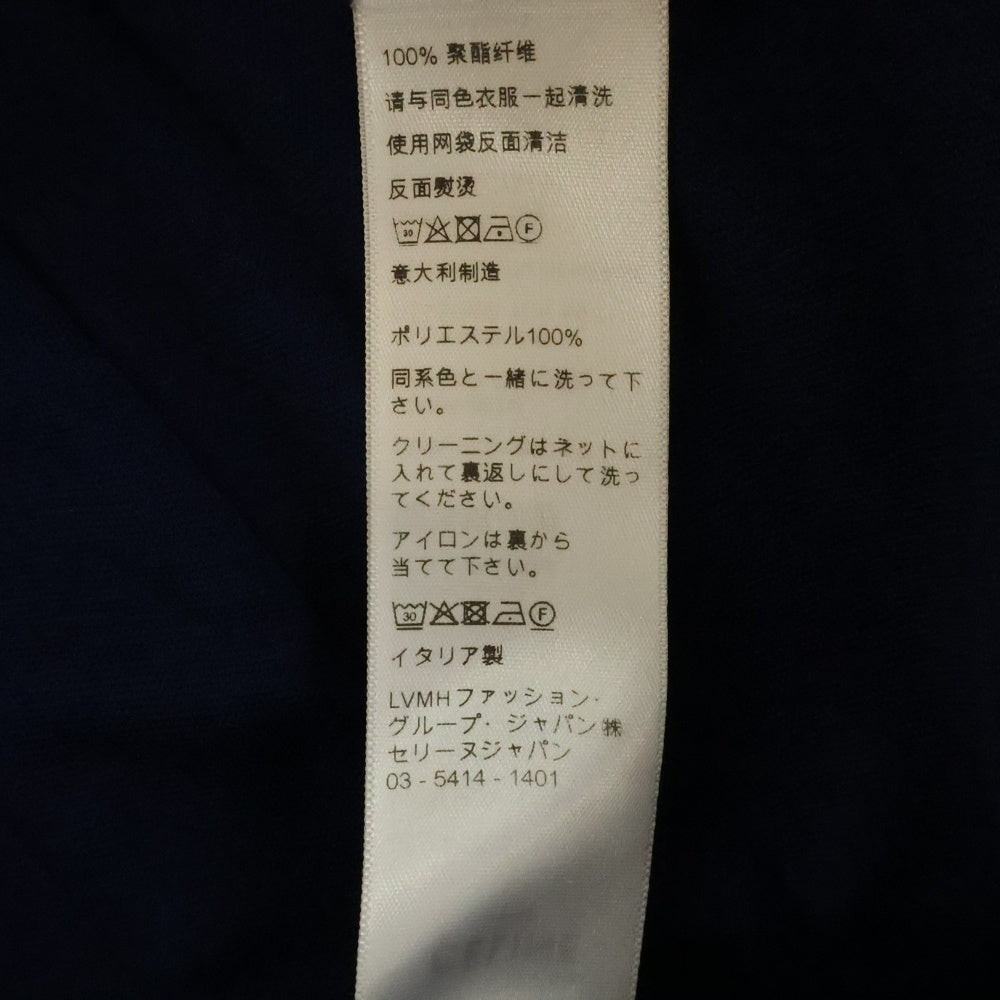 100% 聚酯纤维
请与同色衣服一起清洗
使用网袋反面清洁
反面熨烫
30 F
意大利制造
ポリエステル100%
同系色と一緒に洗って下
さい。
クリーニングはネットに
入れて裏返しにして洗っ
てください。
アイロンは裏から
当てて下さい。
30 F
イタリア製
LVMHファッション·
グループ· ジャパン㈱
セリーヌジャパン
03 - 5414 - 1401